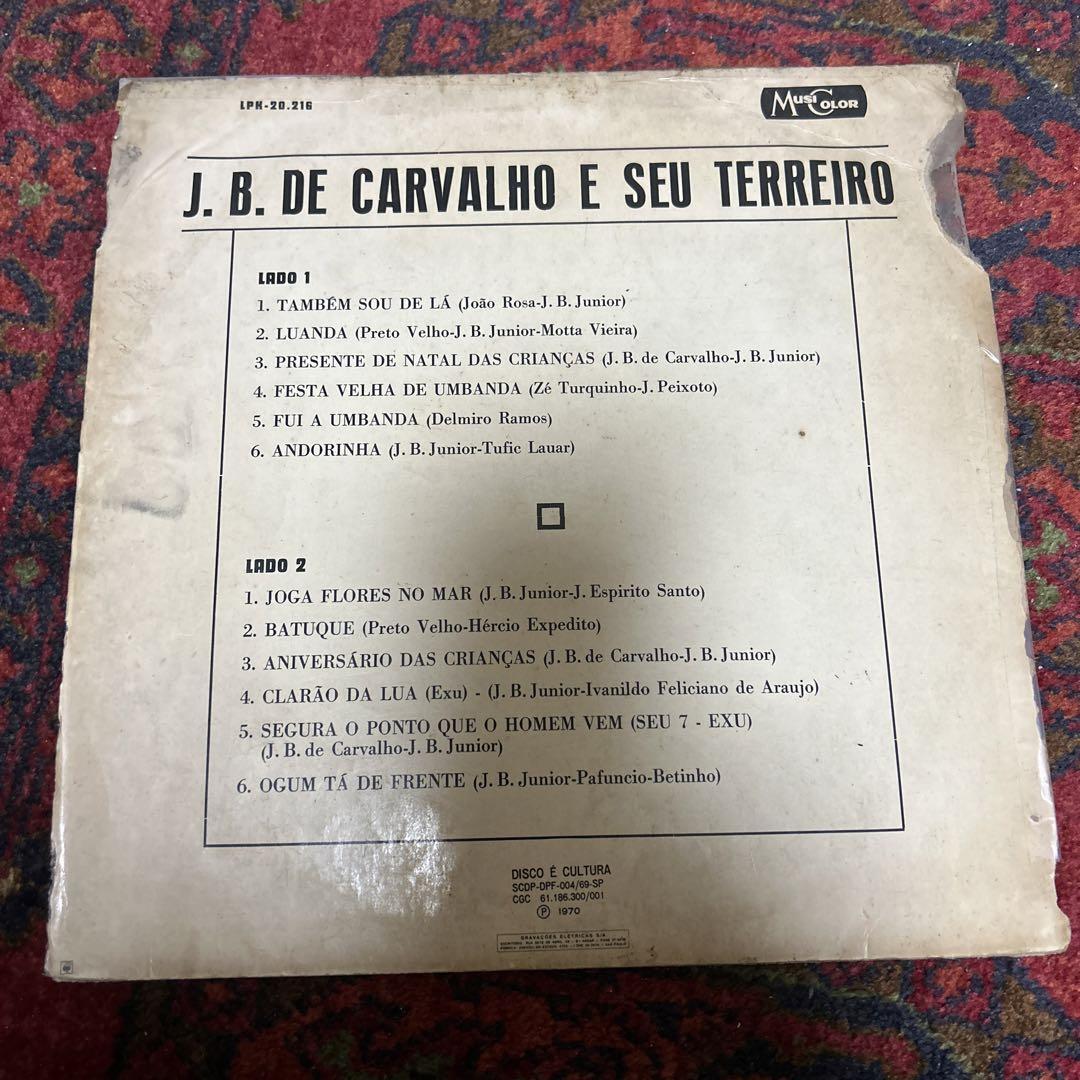 LPK-20.216
MUSICOLOR
J. B. DE CARVALHO E SEU TERREIRO
LADO 1
1. TAMBÉM SOU DE LÁ (João Rosa-J. B. Junior)
2. LUANDA (Preto Velho-J. B. Junior-Motta Vieira)
3. PRESENTE DE NATAL DAS CRIANÇAS (J. B. de Carvalho-J. B. Junior)
4. FESTA VELHA DE UMBANDA (Zé Turquinho-J. Peixoto)
5. FUI A UMBANDA (Delmiro Ramos)
6. ANDORINHA (J. B. Junior-Tufic Lauar)
LADO 2
1. JOGA FLORES NO MAR (J. B. Junior-J. Espirito Santo)
2. BATUQUE (Preto Velho-Hércio Expedito)
3. ANIVERSÁRIO DAS CRIANÇAS (J. B. de Carvalho-J. B. Junior)
4. CLARÃO DA LUA (Exu) - (J. B. Junior-Ivanildo Feliciano de Araujo)
5. SEGURA O PONTO QUE O HOMEM VEM (SEU 7 - EXU)
(J. B. de Carvalho-J. B. Junior)
6. OGUM TÁ DE FRENTE (J. B. Junior-Pafuncio-Betinho)
DISCO É CULTURA
SCDP-DPF-004/69-SP
CGC 61.186.300/001
Ⓟ 1970
GRAVAÇÕES ELÉTRICAS S/A